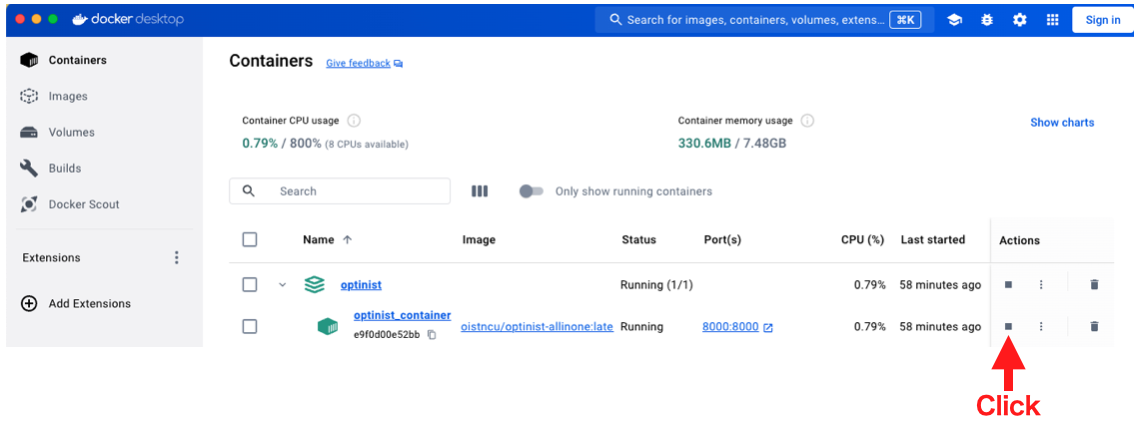 docker desktop
Search for images, containers, volumes, extens... ⌘K
Sign in
Containers
Images
Volumes
Builds
Docker Scout
Extensions
Add Extensions
Containers Give feedback
Container CPU usage
0.79% / 800% (8 CPUs available)
Container memory usage
330.6MB / 7.48GB
Show charts
Search
Only show running containers
Name Image Status Port(s) CPU (%) Last started Actions
optinist Running (1/1) 0.79% 58 minutes ago
optinist_container
e9f0d00e52bb
oistncu/optinist-allinone:late Running 8000:8000 0.79% 58 minutes ago
Click